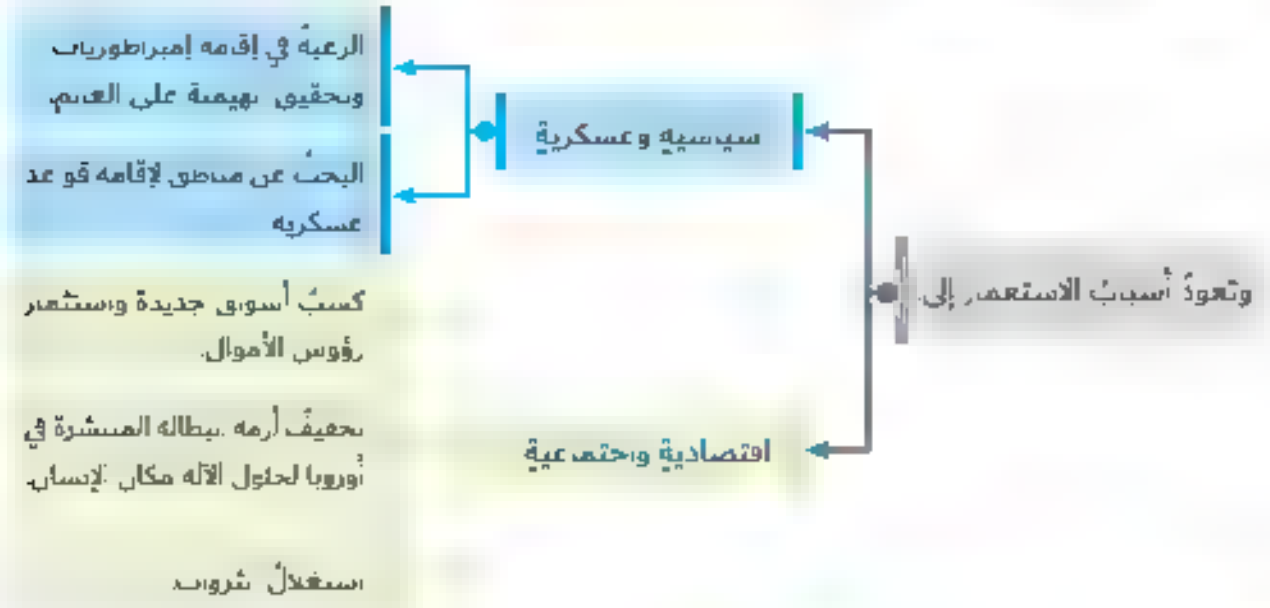 وتعودُ أسبابُ الاستعمار إلى:
سياسيةٍ وعسكريةٍ
الرغبةُ في إقامة إمبراطوريات
وتحقيق الهيمنة على العالم.
البحثُ عن مناطق لإقامة قواعد
عسكرية
اقتصاديةٍ واجتماعيةٍ
كسبُ أسواق جديدة واستثمار
رؤوس الأموال.
تخفيفُ أزمة البطالة المنتشرة في
أوروبا لحلول الآلة مكان الإنسان.
استغلالُ الثروات.